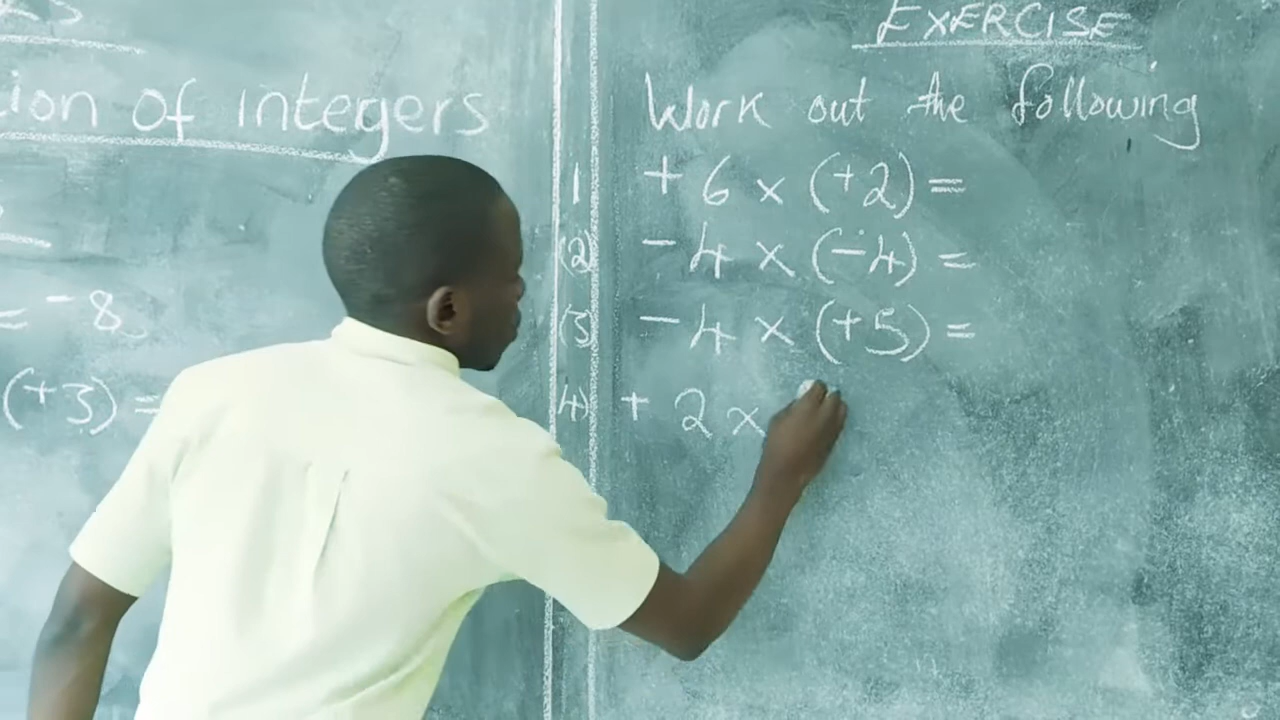 ion of integers
= -8
(+3) =
EXERCISE
Work out the following
1 + 6 × (+2) =
(2) - 4 × (-4) =
(3) - 4 × (+5) =
(4) + 2 ×